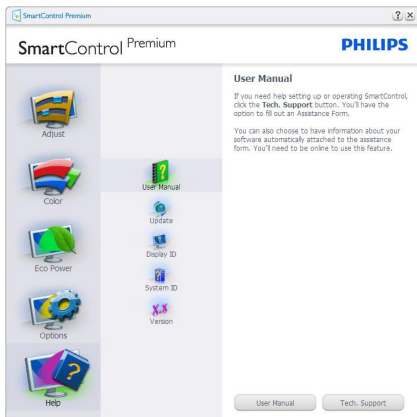 SmartControl Premium
? X
SmartControl Premium
PHILIPS
Adjust
Color
Eco Power
Options
Help
User Manual
Update
Display ID
System ID
X.X
Version
User Manual
If you need help setting up or operating SmartControl,
click the Tech. Support button. You'll have the
option to fill out an Assistance Form.
You can also choose to have information about your
software automatically attached to the assistance
form. You'll need to be online to use this feature.
User Manual
Tech. Support